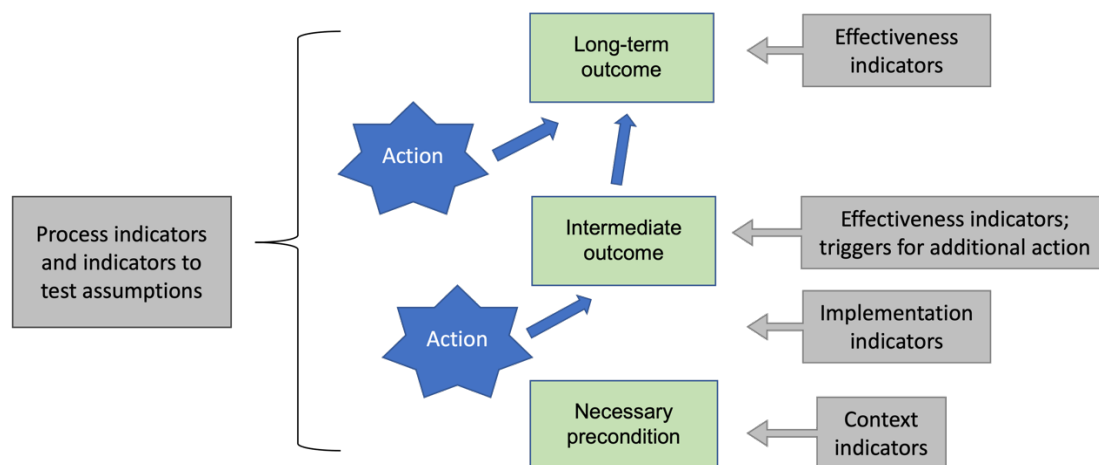 Long-term
outcome
Effectiveness
indicators
Action
Process indicators
and indicators to
test assumptions
Intermediate
outcome
Effectiveness indicators;
triggers for additional action
Action
Implementation
indicators
Necessary
precondition
Context
indicators